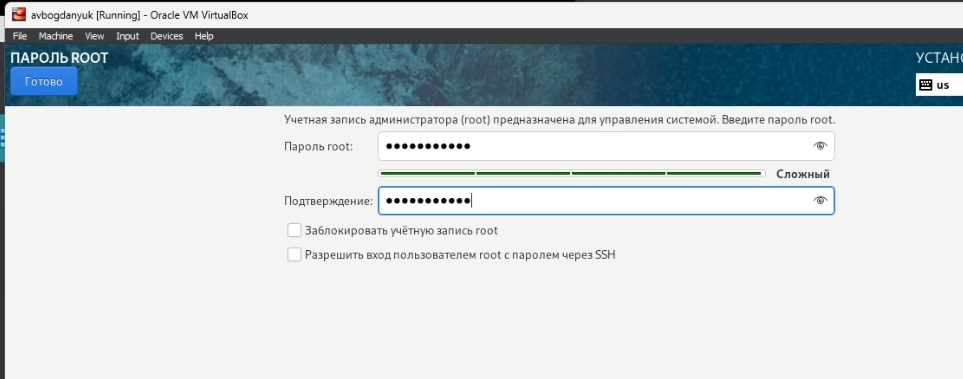 avbogdanyuk [Running] - Oracle VM VirtualBox
File Machine View Input Devices Help
ПАРОЛЬ ROOT
УСТАНО
Готово
us
Учетная запись администратора (root) предназначена для управления системой. Введите пароль root.
Пароль root: ●●●●●●●●●●●
Сложный
Подтверждение: ●●●●●●●●●●●
Заблокировать учётную запись root
Разрешить вход пользователем root с паролем через SSH